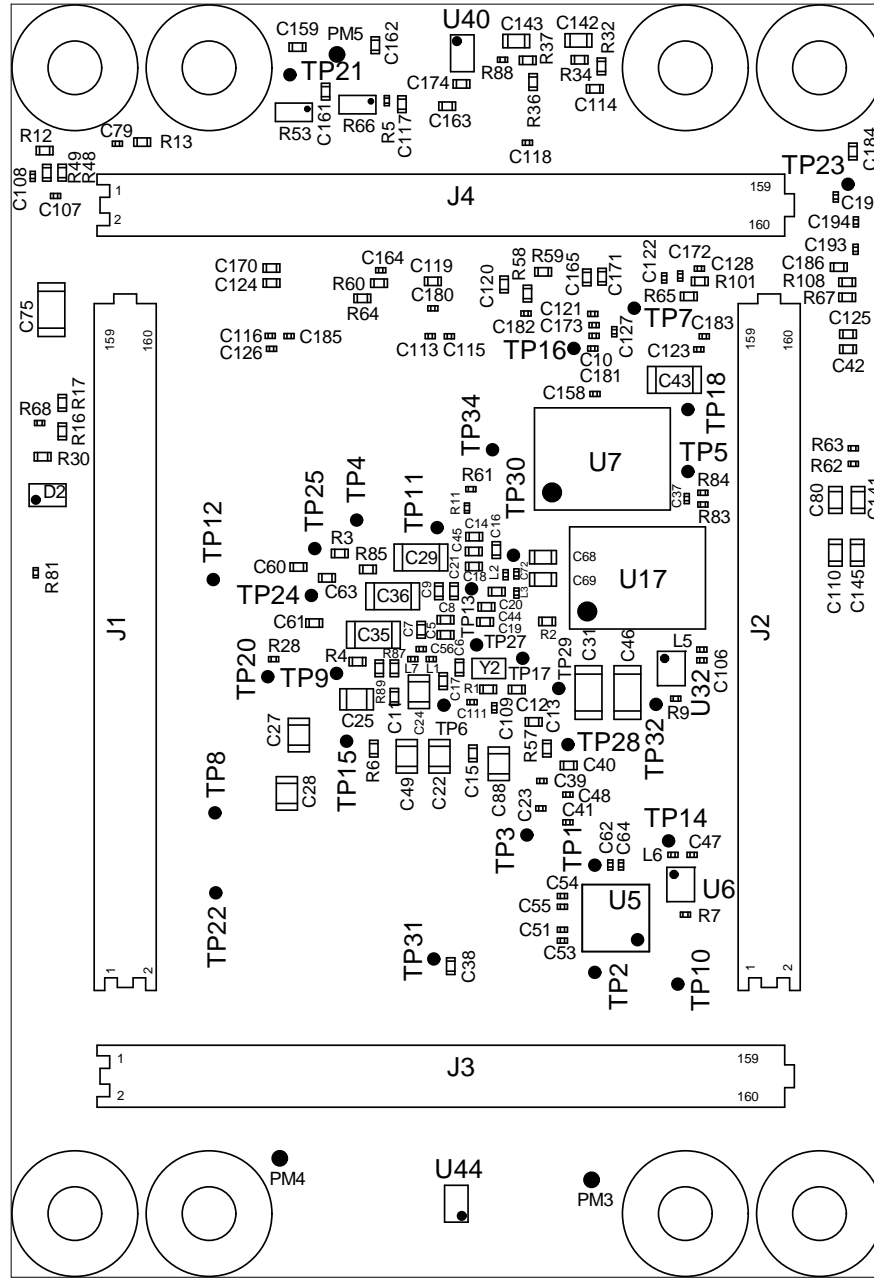 C159
PM5
C162
U40
C143
C142
R32
R37
TP21
R88
R34
C174
R36
C114
C161
R53
R66
R5
C117
C163
C118
R12
C79
R13
C184
R49
R48
C108
C107
TP23
C19
C194
C193
1
2
J4
159
160
C170
C124
C164
C119
R60
C180
R64
C120
R58
R59
C165
C171
C122
C172
C128
R101
R65
C186
R108
R67
C75
C182
C121
C173
C127
TP7
C183
C125
C116
C185
C126
C113
C115
TP16
C10
C181
C123
C42
159
160
159
160
C158
C43
TP18
R17
R68
R16
R30
D2
R81
TP34
R61
TP30
U7
TP5
R84
R83
C37
R63
R62
C80
C141
C110
C145
TP12
TP25
TP4
TP11
R11
C14
C16
C45
R3
R85
C29
C21
C18
L2
C72
C68
C69
U17
C60
C63
TP24
C36
C9
TP13
L3
C20
C44
C19
C61
C8
C5
C7
R2
J1
J2
C35
C56
R28
R4
R87
L7
L1
C6
TP27
Y2
TP17
TP29
C31
C46
L5
C106
U32
TP20
TP9
R89
C11
C24
C17
R1
TP6
C111
C109
C12
C13
R9
TP32
C25
C27
TP15
R6
C49
C22
C15
C88
R57
TP28
C40
C28
TP8
C39
C48
C23
C41
TP3
TP1
C62
C64
TP14
L6
C47
U6
R7
TP22
C54
C55
U5
C51
C53
TP31
C38
TP2
TP10
1
2
1
2
1
2
J3
159
160
PM4
U44
PM3